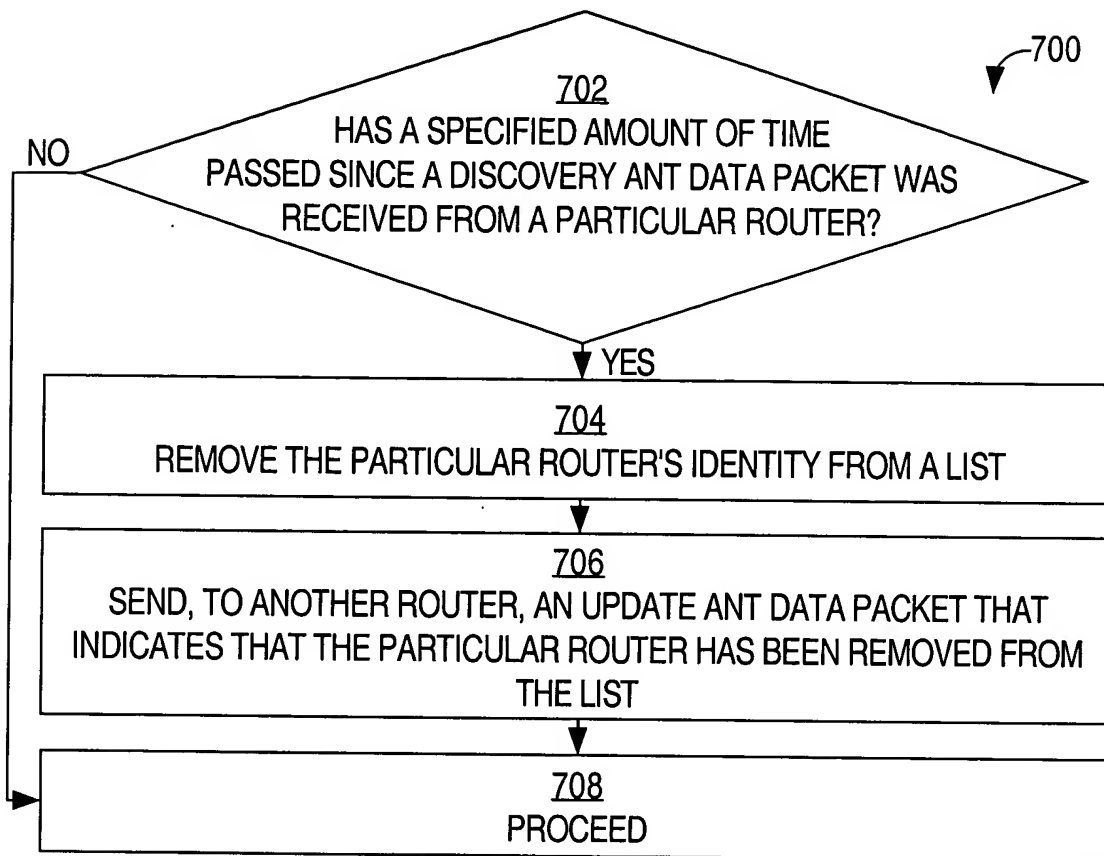 700
702
HAS A SPECIFIED AMOUNT OF TIME
PASSED SINCE A DISCOVERY ANT DATA PACKET WAS
RECEIVED FROM A PARTICULAR ROUTER?
NO
YES
704
REMOVE THE PARTICULAR ROUTER'S IDENTITY FROM A LIST
706
SEND, TO ANOTHER ROUTER, AN UPDATE ANT DATA PACKET THAT
INDICATES THAT THE PARTICULAR ROUTER HAS BEEN REMOVED FROM
THE LIST
708
PROCEED